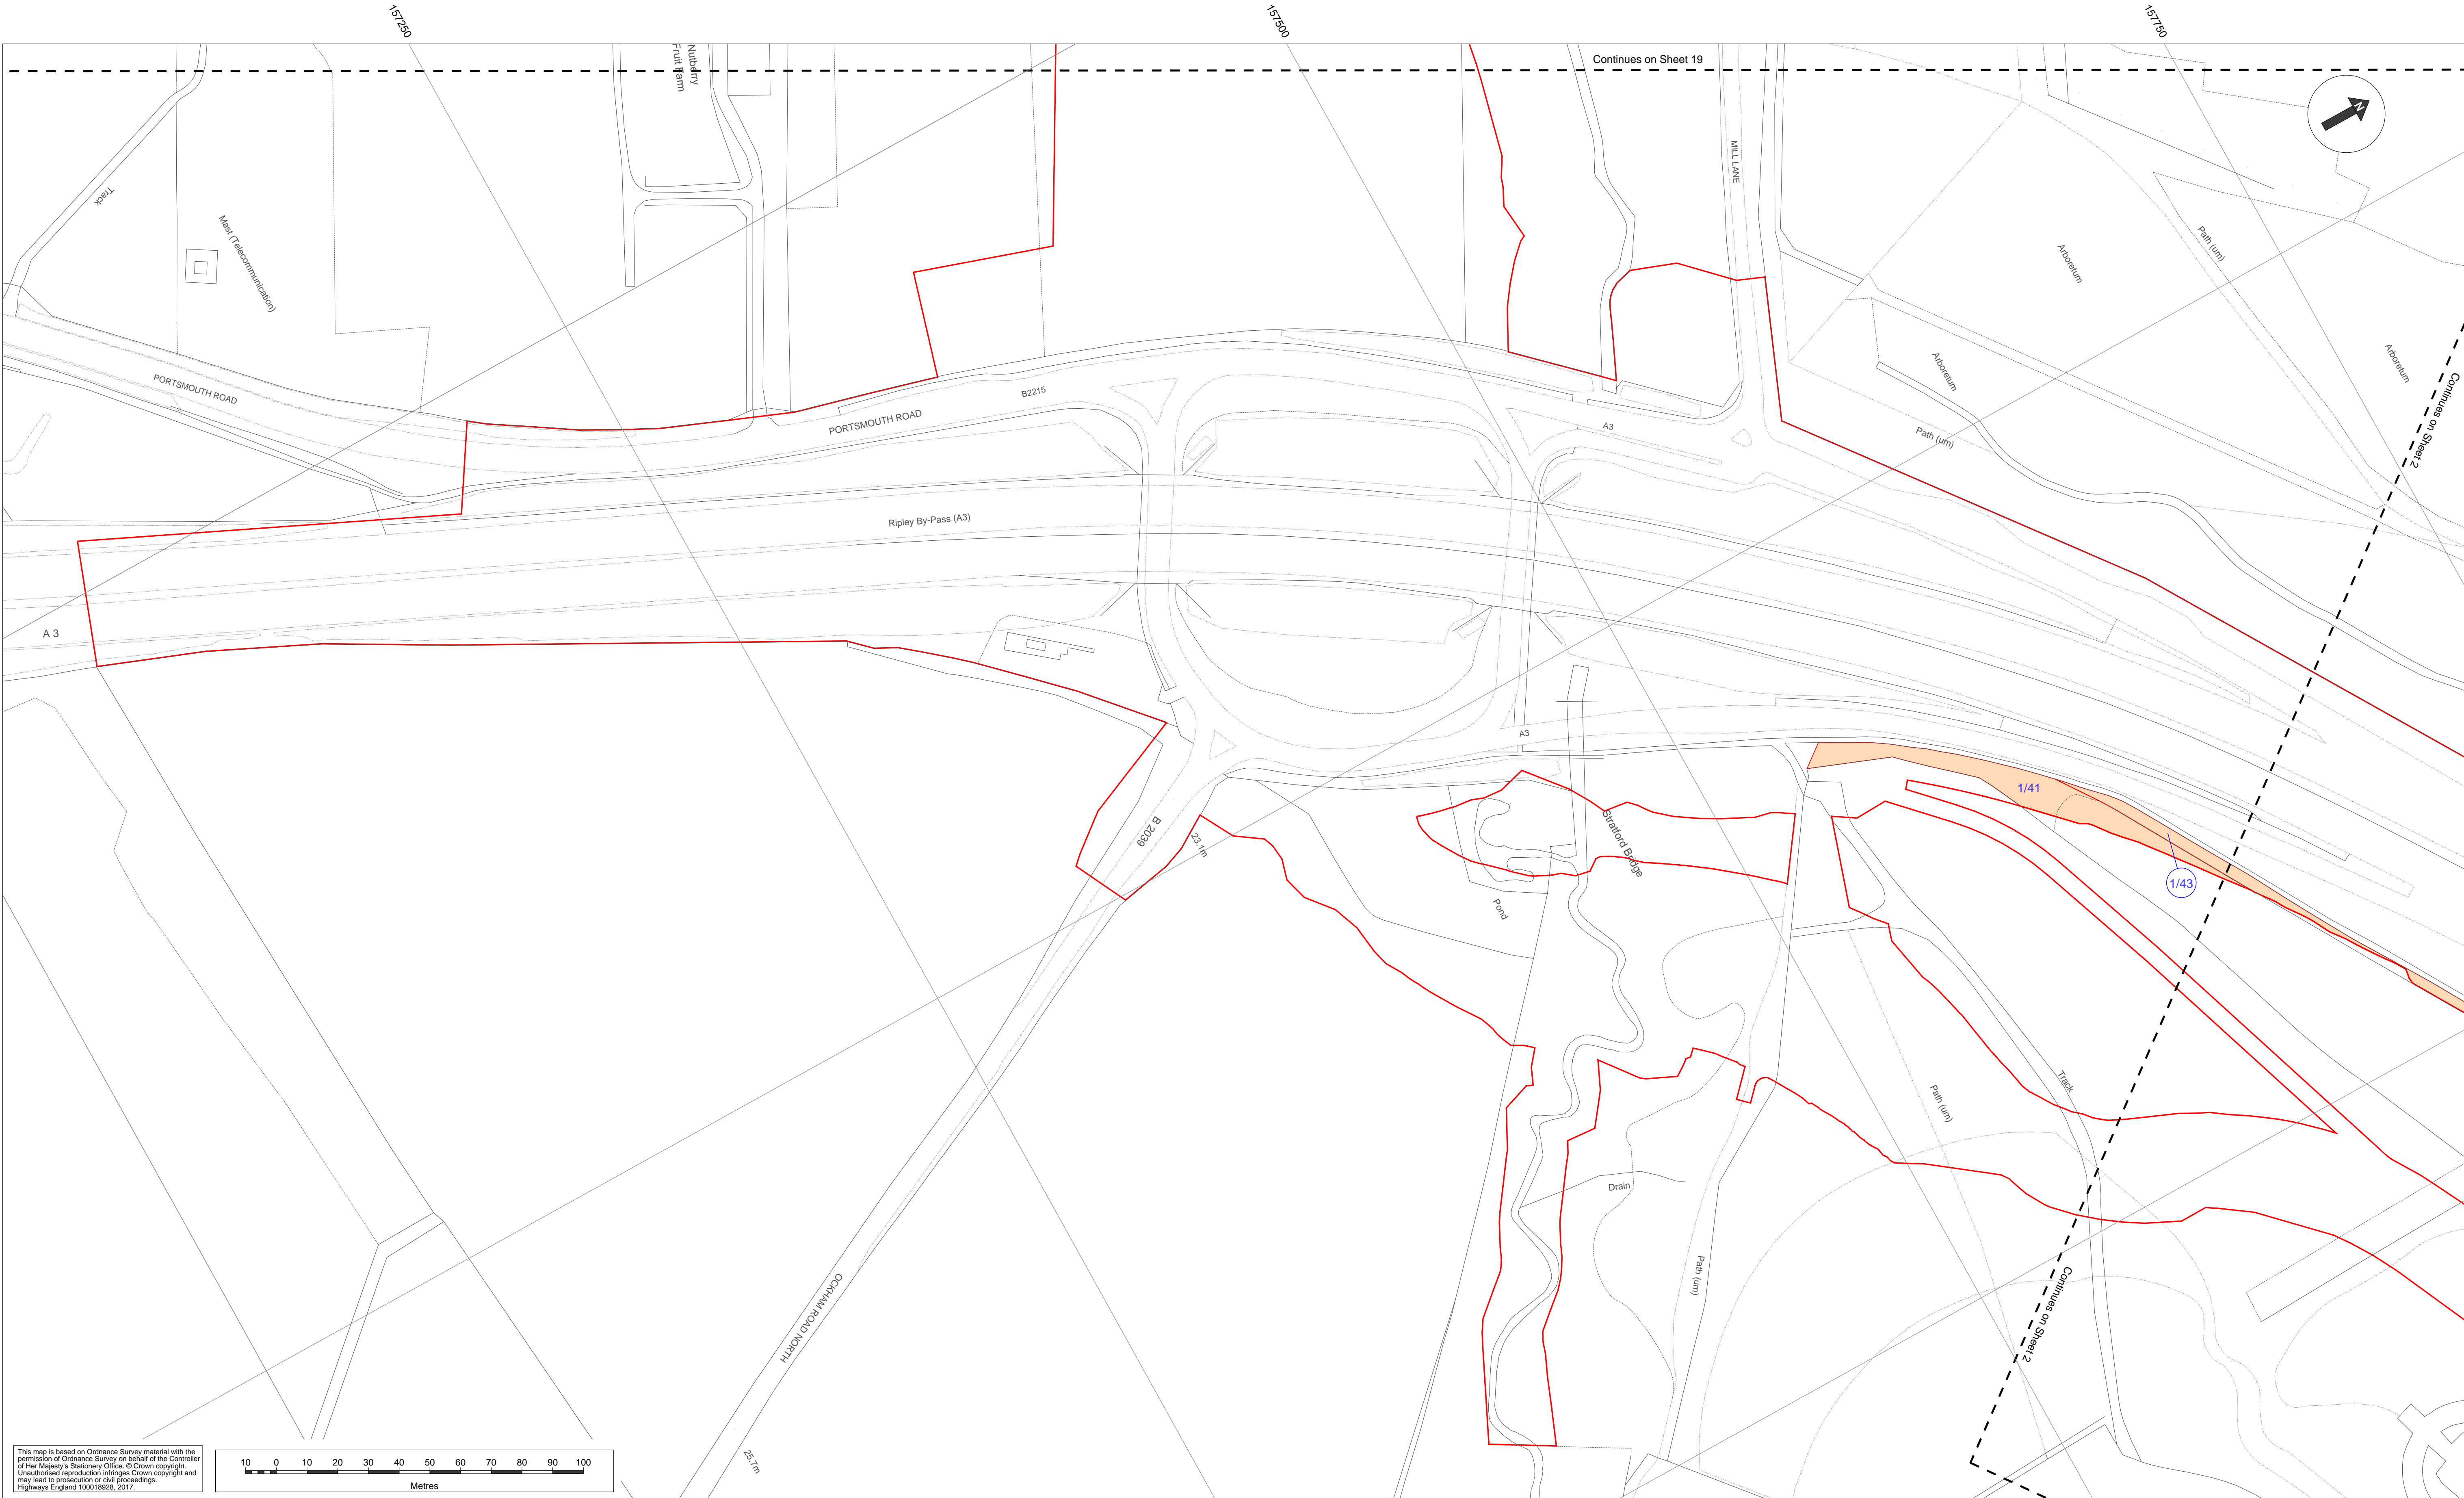 157250
157500
157750
Continues on Sheet 19
Nutberry
Fruit Farm
N
MILL LANE
Track
Mast (Telecommunication)
Path (um)
Arboretum
Arboretum
Arboretum
Continues on Sheet 2
PORTSMOUTH ROAD
B2215
PORTSMOUTH ROAD
A3
Path (um)
Ripley By-Pass (A3)
A 3
A3
1/41
B 2039
23.1m
Stratford Bridge
1/43
Pond
Track
Path (um)
Drain
Path (um)
OCKHAM ROAD NORTH
Continues on Sheet 2
25.7m
This map is based on Ordnance Survey material with the
permission of Ordnance Survey on behalf of the Controller
of Her Majesty's Stationery Office. © Crown copyright.
Unauthorised reproduction infringes Crown copyright and
may lead to prosecution or civil proceedings.
Highways England 100018928, 2017.
10 0 10 20 30 40 50 60 70 80 90 100
Metres